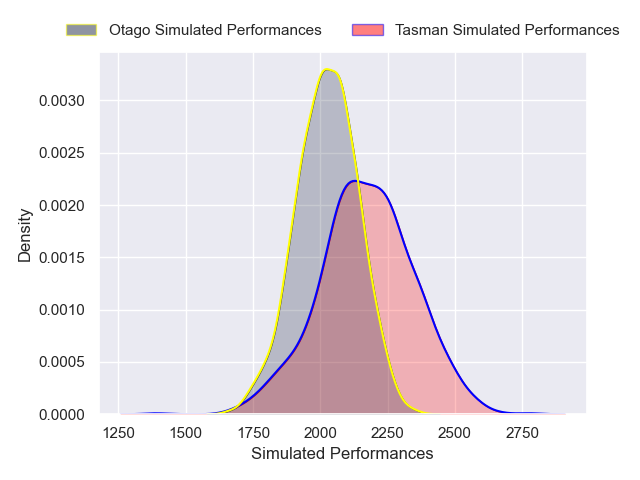 Otago Simulated Performances Tasman Simulated Performances
0.0030
0.0025
0.0020
0.0015
0.0010
0.0005
0.0000
Density
1250 1500 1750 2000 2250 2500 2750
Simulated Performances